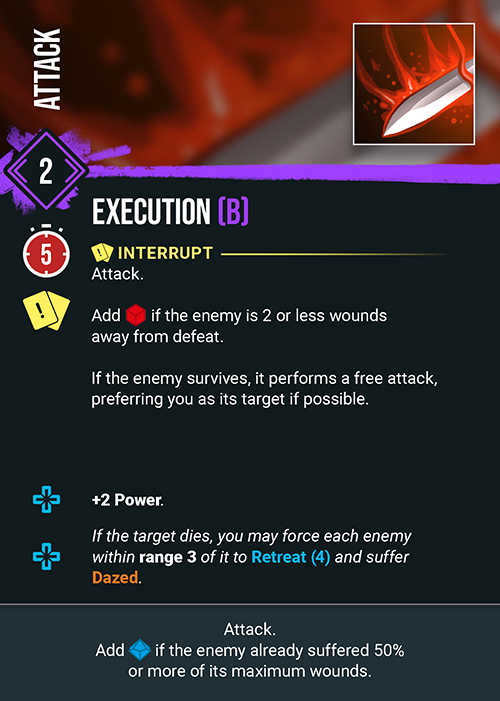 ATTACK
2
EXECUTION (B)
5
! INTERRUPT
Attack.
!
Add if the enemy is 2 or less wounds
away from defeat.
If the enemy survives, it performs a free attack,
preferring you as its target if possible.
+2 Power.
If the target dies, you may force each enemy
within range 3 of it to Retreat (4) and suffer
Dazed.
Attack.
Add if the enemy already suffered 50%
or more of its maximum wounds.